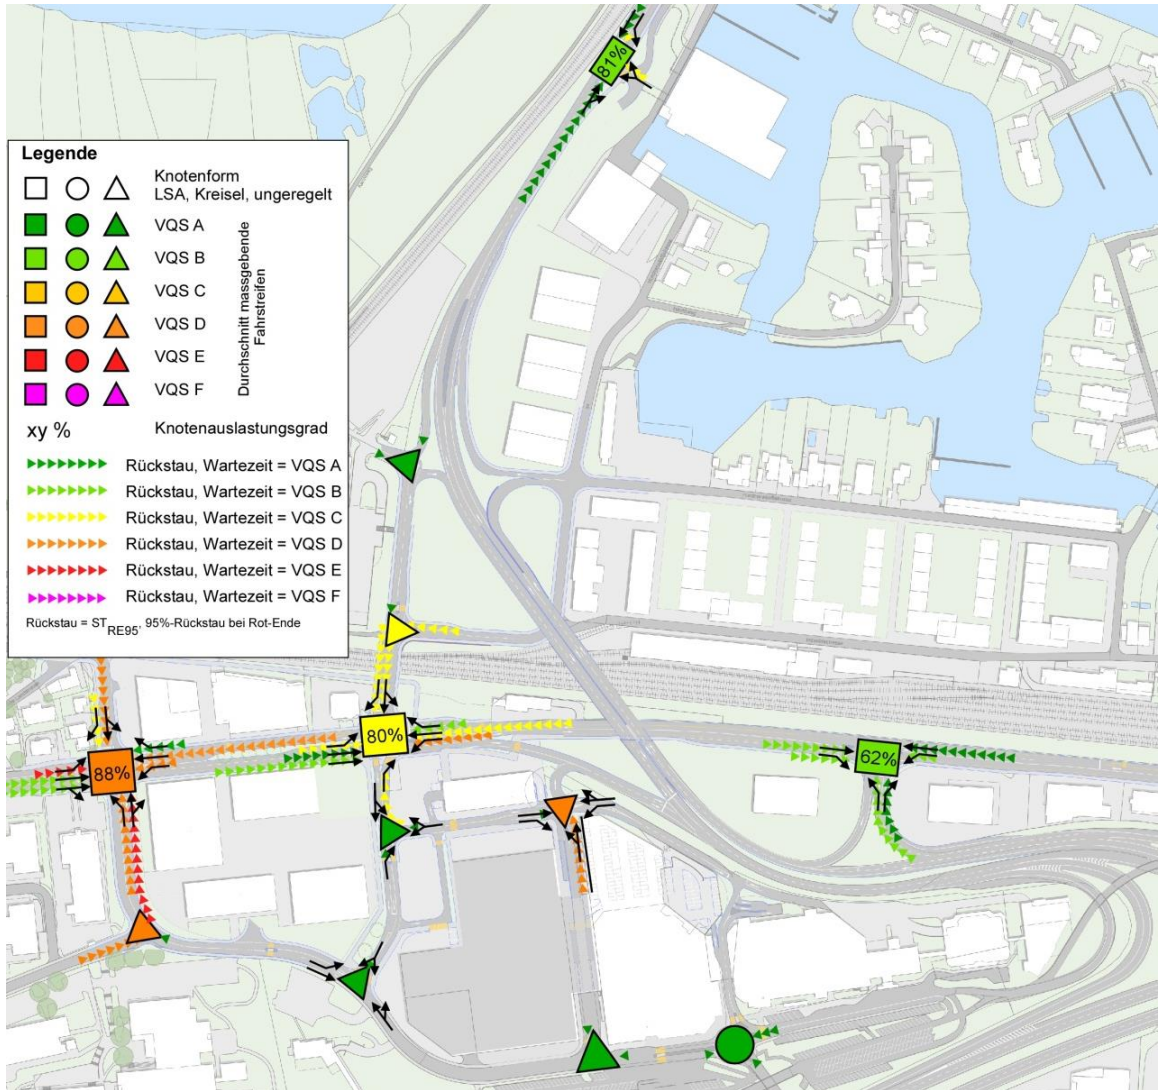 81%
Legende
Knotenform
LSA, Kreisel, ungeregelt
VQS A
VQS B
VQS C
VQS D
VQS E
VQS F
Durchschnitt massgebende
Fahrstreifen
xy % Knotenauslastungsgrad
Rückstau, Wartezeit = VQS A
Rückstau, Wartezeit = VQS B
Rückstau, Wartezeit = VQS C
Rückstau, Wartezeit = VQS D
Rückstau, Wartezeit = VQS E
Rückstau, Wartezeit = VQS F
Rückstau = ST RE95, 95%-Rückstau bei Rot-Ende
80%
88%
62%